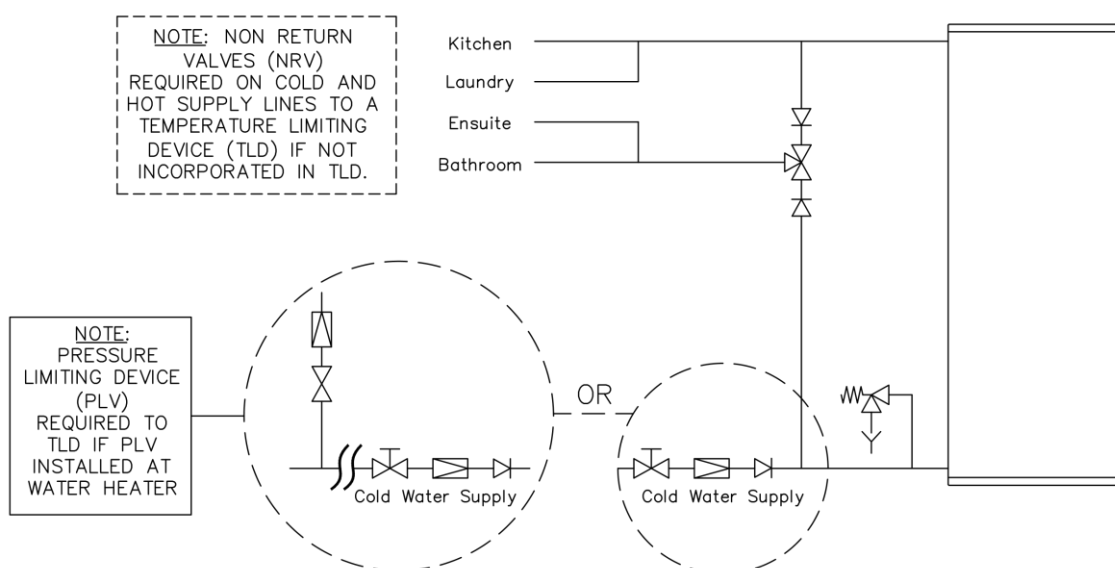 NOTE: NON RETURN
VALVES (NRV)
REQUIRED ON COLD AND
HOT SUPPLY LINES TO A
TEMPERATURE LIMITING
DEVICE (TLD) IF NOT
INCORPORATED IN TLD.
Kitchen
Laundry
Ensuite
Bathroom
NOTE:
PRESSURE
LIMITING DEVICE
(PLV)
REQUIRED TO
TLD IF PLV
INSTALLED AT
WATER HEATER
OR
Cold Water Supply
Cold Water Supply